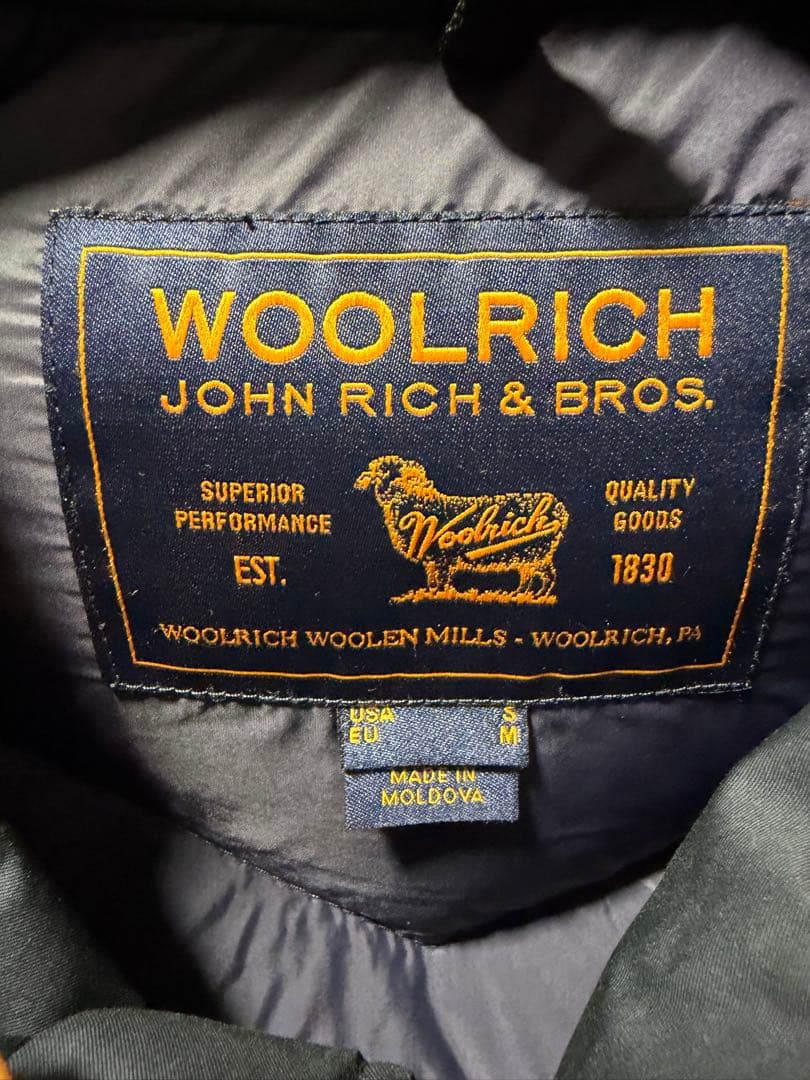 WOOLRICH
JOHN RICH & BROS.
SUPERIOR
PERFORMANCE
EST.
Woolrich
QUALITY
GOODS
1830
WOOLRICH WOOLEN MILLS - WOOLRICH, PA
USA S
EU M
MADE IN
MOLDOVA